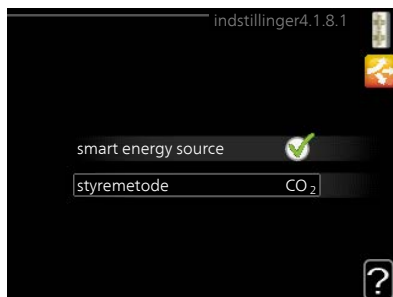 indstillinger4.1.8.1
smart energy source
styremetode CO₂
?